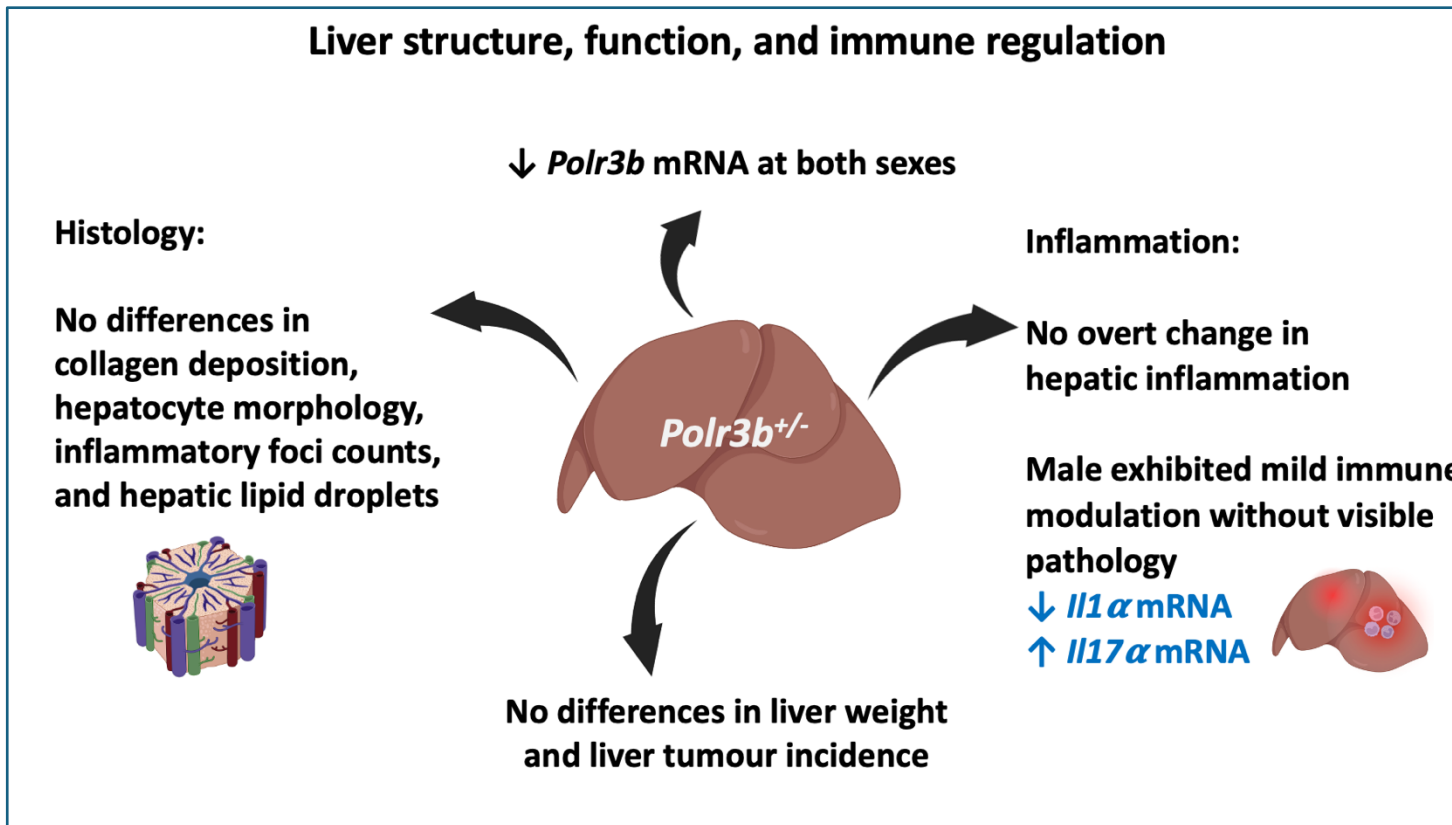 Liver structure, function, and immune regulation
↓ Polr3b mRNA at both sexes
Histology:
No differences in
collagen deposition,
hepatocyte morphology,
inflammatory foci counts,
and hepatic lipid droplets
Polr3b+/-
Inflammation:
No overt change in
hepatic inflammation
Male exhibited mild immune
modulation without visible
pathology
↓ Il1α mRNA
↑ Il17α mRNA
No differences in liver weight
and liver tumour incidence